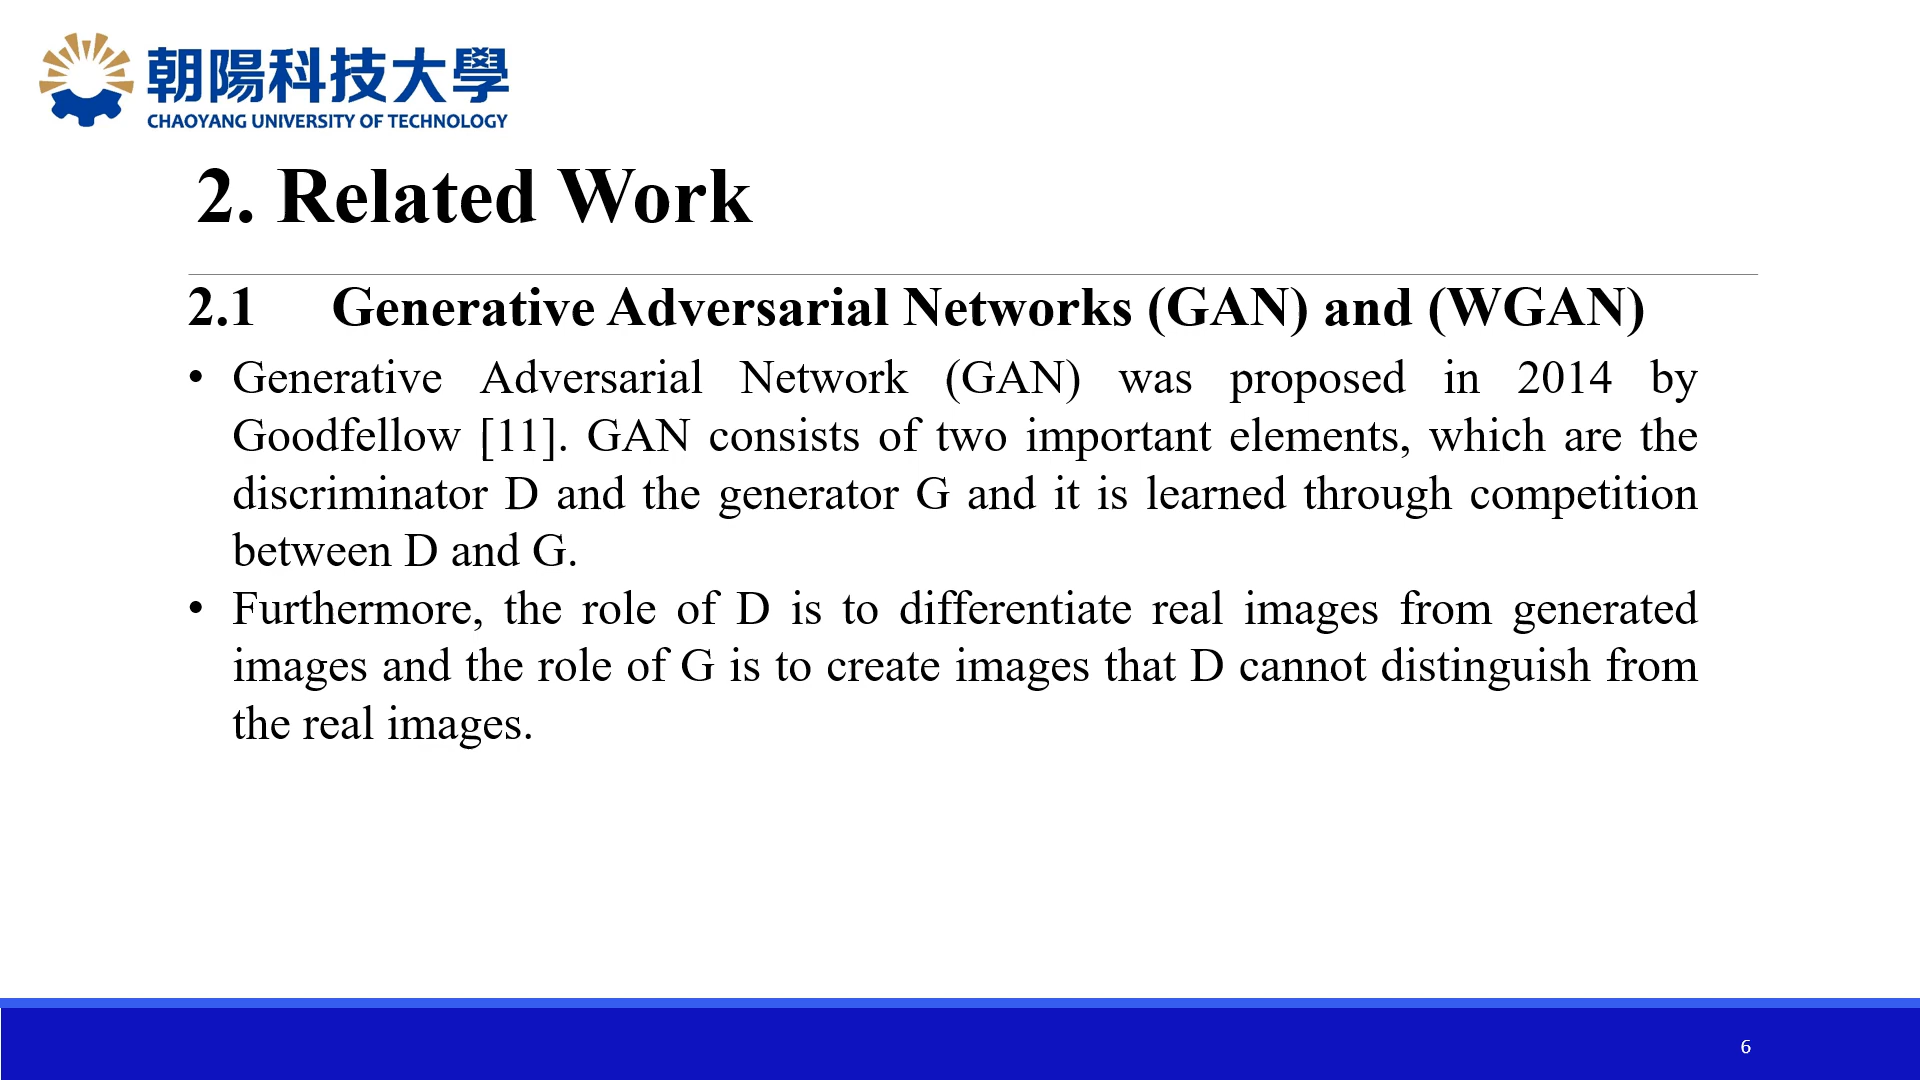 朝陽科技大學
CHAOYANG UNIVERSITY OF TECHNOLOGY
2. Related Work
2.1 Generative Adversarial Networks (GAN) and (WGAN)
• Generative Adversarial Network (GAN) was proposed in 2014 by
Goodfellow [11]. GAN consists of two important elements, which are the
discriminator D and the generator G and it is learned through competition
between D and G.
• Furthermore, the role of D is to differentiate real images from generated
images and the role of G is to create images that D cannot distinguish from
the real images.
6